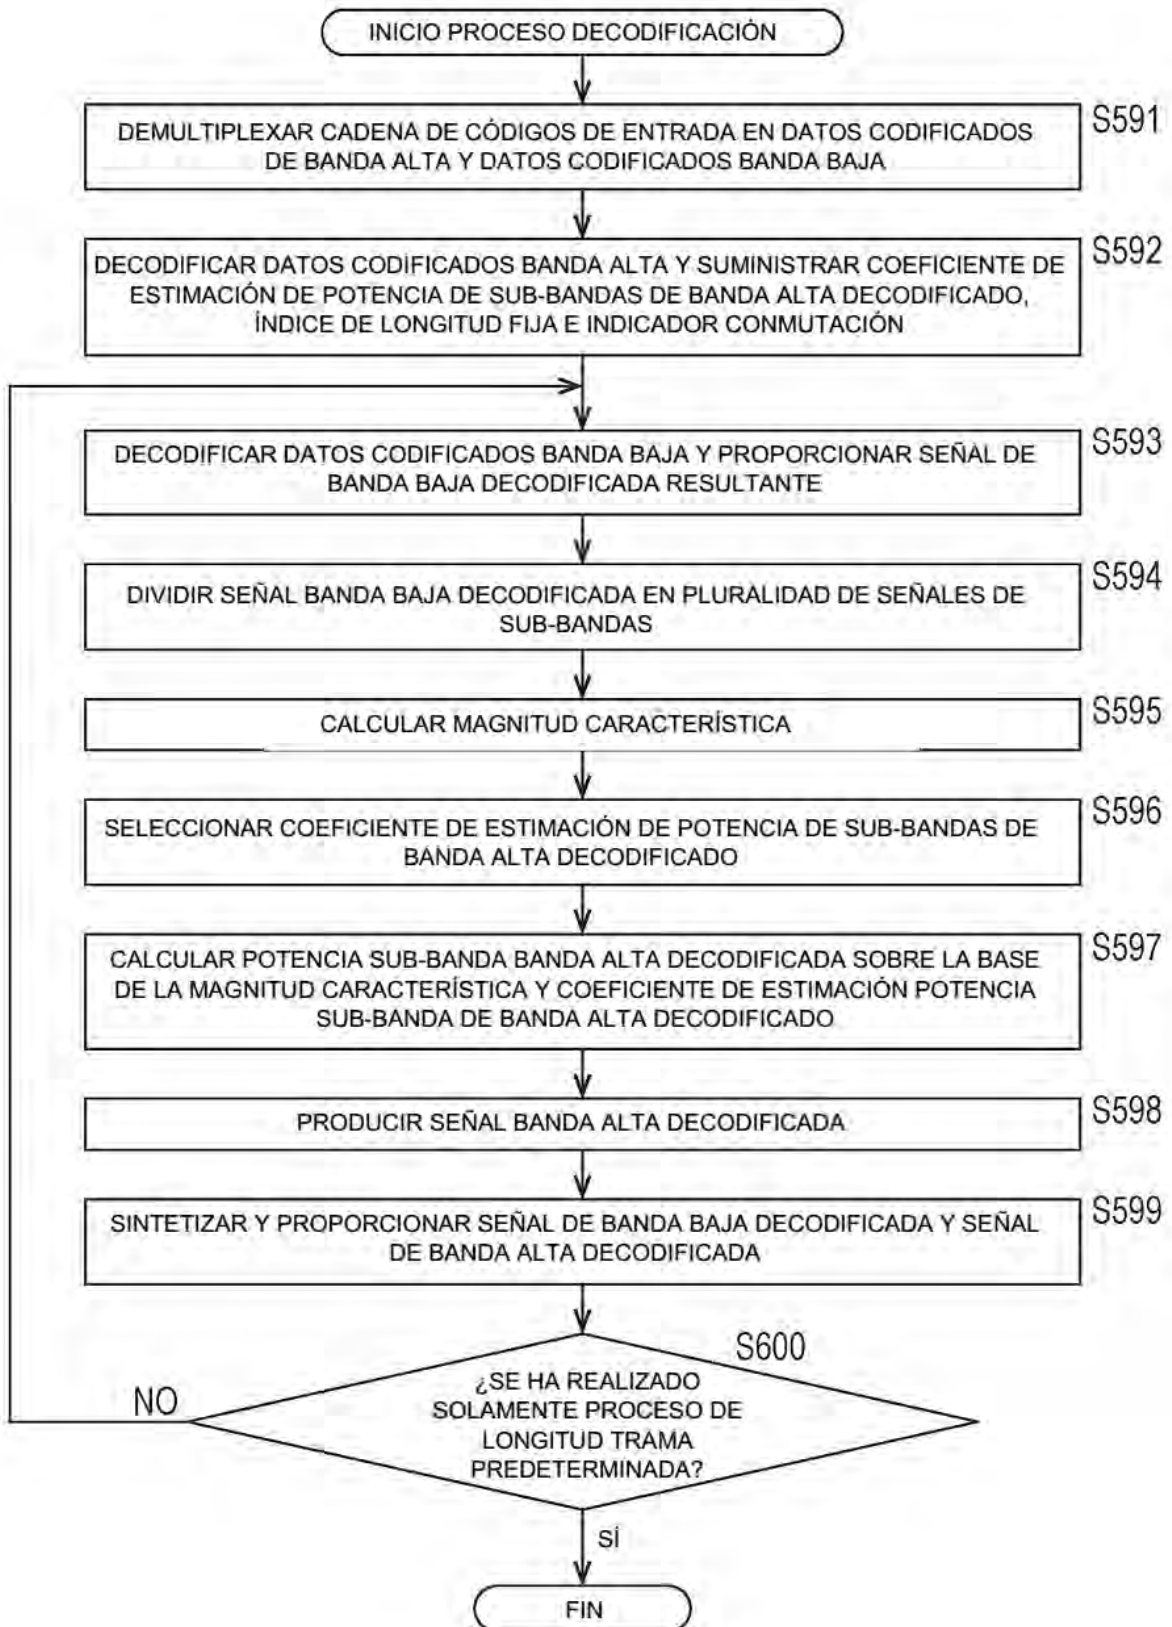 INICIO PROCESO DECODIFICACIÓN
S591
DEMULTIPLEXAR CADENA DE CÓDIGOS DE ENTRADA EN DATOS CODIFICADOS
DE BANDA ALTA Y DATOS CODIFICADOS BANDA BAJA
S592
DECODIFICAR DATOS CODIFICADOS BANDA ALTA Y SUMINISTRAR COEFICIENTE DE
ESTIMACIÓN DE POTENCIA DE SUB-BANDAS DE BANDA ALTA DECODIFICADO,
ÍNDICE DE LONGITUD FIJA E INDICADOR CONMUTACIÓN
S593
DECODIFICAR DATOS CODIFICADOS BANDA BAJA Y PROPORCIONAR SEÑAL DE
BANDA BAJA DECODIFICADA RESULTANTE
S594
DIVIDIR SEÑAL BANDA BAJA DECODIFICADA EN PLURALIDAD DE SEÑALES DE
SUB-BANDAS
S595
CALCULAR MAGNITUD CARACTERÍSTICA
S596
SELECCIONAR COEFICIENTE DE ESTIMACIÓN DE POTENCIA DE SUB-BANDAS DE
BANDA ALTA DECODIFICADO
S597
CALCULAR POTENCIA SUB-BANDA BANDA ALTA DECODIFICADA SOBRE LA BASE
DE LA MAGNITUD CARACTERÍSTICA Y COEFICIENTE DE ESTIMACIÓN POTENCIA
SUB-BANDA DE BANDA ALTA DECODIFICADO
S598
PRODUCIR SEÑAL BANDA ALTA DECODIFICADA
S599
SINTETIZAR Y PROPORCIONAR SEÑAL DE BANDA BAJA DECODIFICADA Y SEÑAL
DE BANDA ALTA DECODIFICADA
S600
¿SE HA REALIZADO
SOLAMENTE PROCESO DE
LONGITUD TRAMA
PREDETERMINADA?
NO
SÍ
FIN